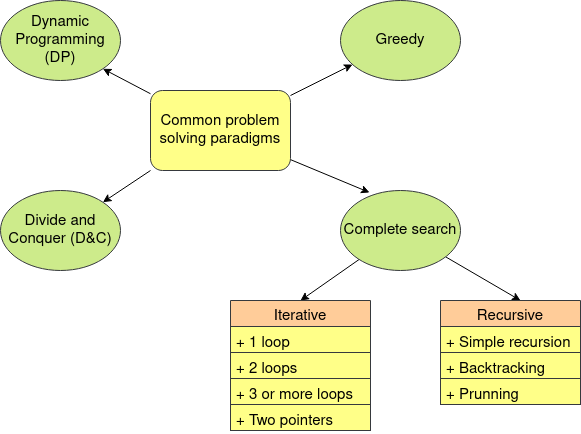 Dynamic
Programming
(DP)
Greedy
Common problem
solving paradigms
Divide and
Conquer (D&C)
Complete search
Iterative
+ 1 loop
+ 2 loops
+ 3 or more loops
+ Two pointers
Recursive
+ Simple recursion
+ Backtracking
+ Prunning